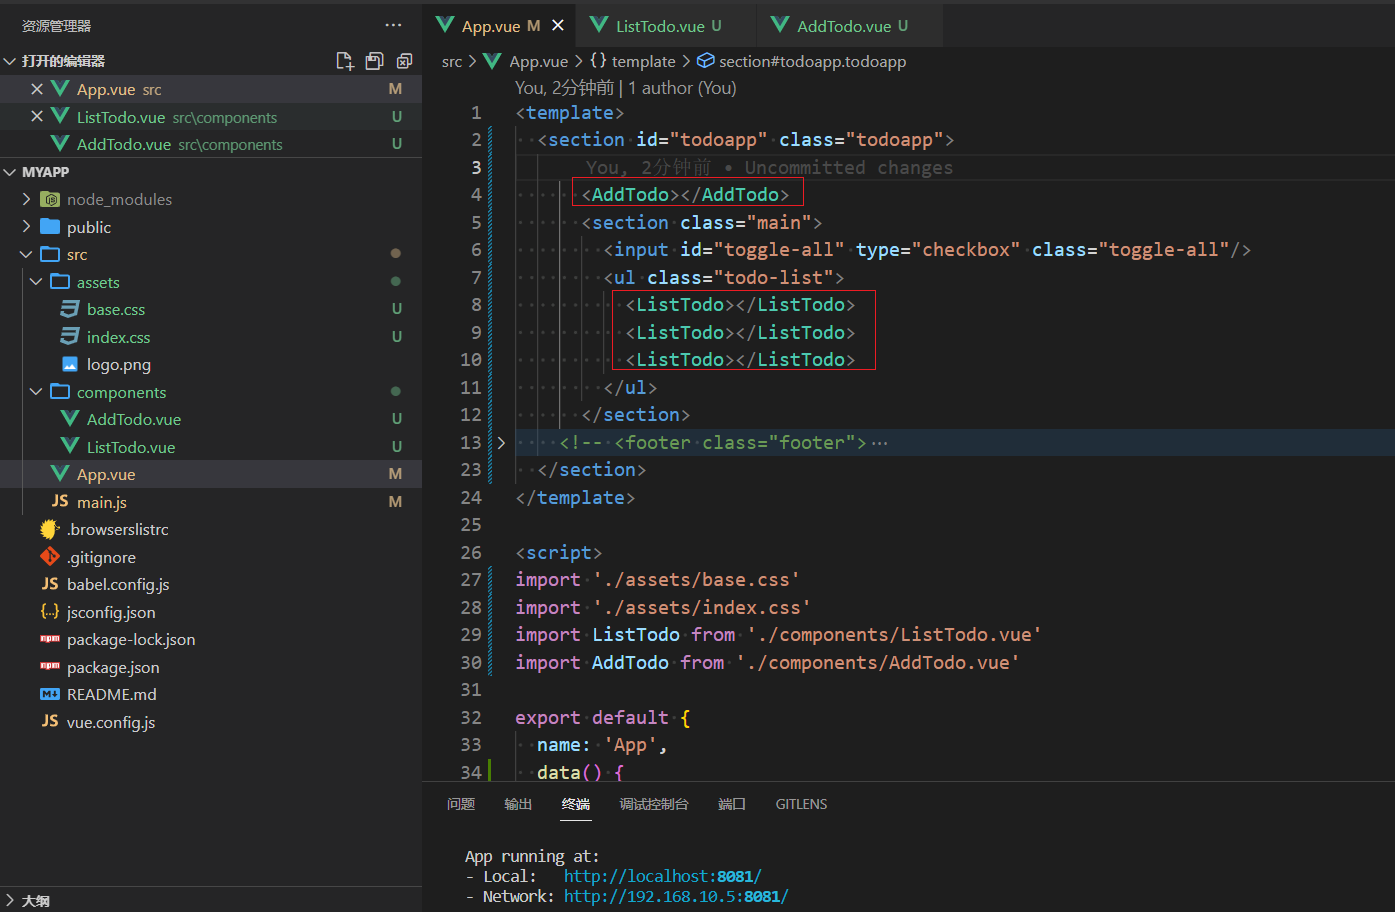 资源管理器 ···
打开的编辑器
App.vue src M
ListTodo.vue src\components U
AddTodo.vue src\components U
MYAPP
node_modules
public
src
assets
base.css U
index.css U
logo.png
components
AddTodo.vue U
ListTodo.vue U
App.vue M
JS main.js M
.browserslistrc
.gitignore
JS babel.config.js
{..} jsconfig.json
npm package-lock.json
npm package.json
M↓ README.md
JS vue.config.js
大纲
App.vue M ListTodo.vue U AddTodo.vue U
src > App.vue > {} template > section#todoapp.todoapp
You, 2分钟前 | 1 author (You)
1 <template>
2 <section id="todoapp" class="todoapp">
3 You, 2分钟前 • Uncommitted changes
4 <AddTodo></AddTodo>
5 <section class="main">
6 <input id="toggle-all" type="checkbox" class="toggle-all"/>
7 <ul class="todo-list">
8 <ListTodo></ListTodo>
9 <ListTodo></ListTodo>
10 <ListTodo></ListTodo>
11 </ul>
12 </section>
13 <!-- <footer class="footer"> ···
23 </section>
24 </template>
25
26 <script>
27 import './assets/base.css'
28 import './assets/index.css'
29 import ListTodo from './components/ListTodo.vue'
30 import AddTodo from './components/AddTodo.vue'
31
32 export default {
33 name: 'App',
34 data() {
问题 输出 终端 调试控制台 端口 GITLENS
App running at:
- Local: http://localhost:8081/
- Network: http://192.168.10.5:8081/